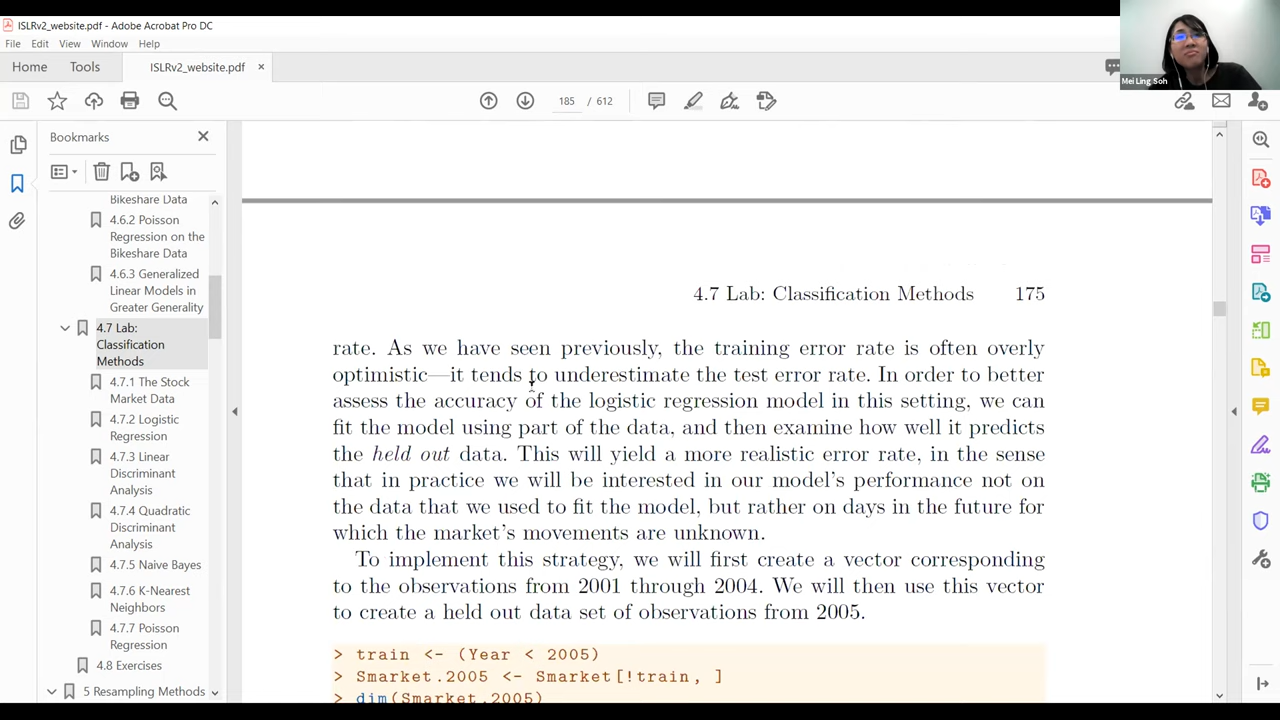 ISLRv2_website.pdf - Adobe Acrobat Pro DC
File Edit View Window Help
Home Tools ISLRv2_website.pdf ×
185 / 612
Mei Ling Soh
Bookmarks
Bikeshare Data
4.6.2 Poisson
Regression on the
Bikeshare Data
4.6.3 Generalized
Linear Models in
Greater Generality
4.7 Lab:
Classification
Methods
4.7.1 The Stock
Market Data
4.7.2 Logistic
Regression
4.7.3 Linear
Discriminant
Analysis
4.7.4 Quadratic
Discriminant
Analysis
4.7.5 Naive Bayes
4.7.6 K-Nearest
Neighbors
4.7.7 Poisson
Regression
4.8 Exercises
5 Resampling Methods
4.7 Lab: Classification Methods 175
rate. As we have seen previously, the training error rate is often overly
optimistic—it tends to underestimate the test error rate. In order to better
assess the accuracy of the logistic regression model in this setting, we can
fit the model using part of the data, and then examine how well it predicts
the held out data. This will yield a more realistic error rate, in the sense
that in practice we will be interested in our model's performance not on
the data that we used to fit the model, but rather on days in the future for
which the market's movements are unknown.
To implement this strategy, we will first create a vector corresponding
to the observations from 2001 through 2004. We will then use this vector
to create a held out data set of observations from 2005.
> train <- (Year < 2005)
> Smarket.2005 <- Smarket[!train, ]
> dim(Smarket.2005)